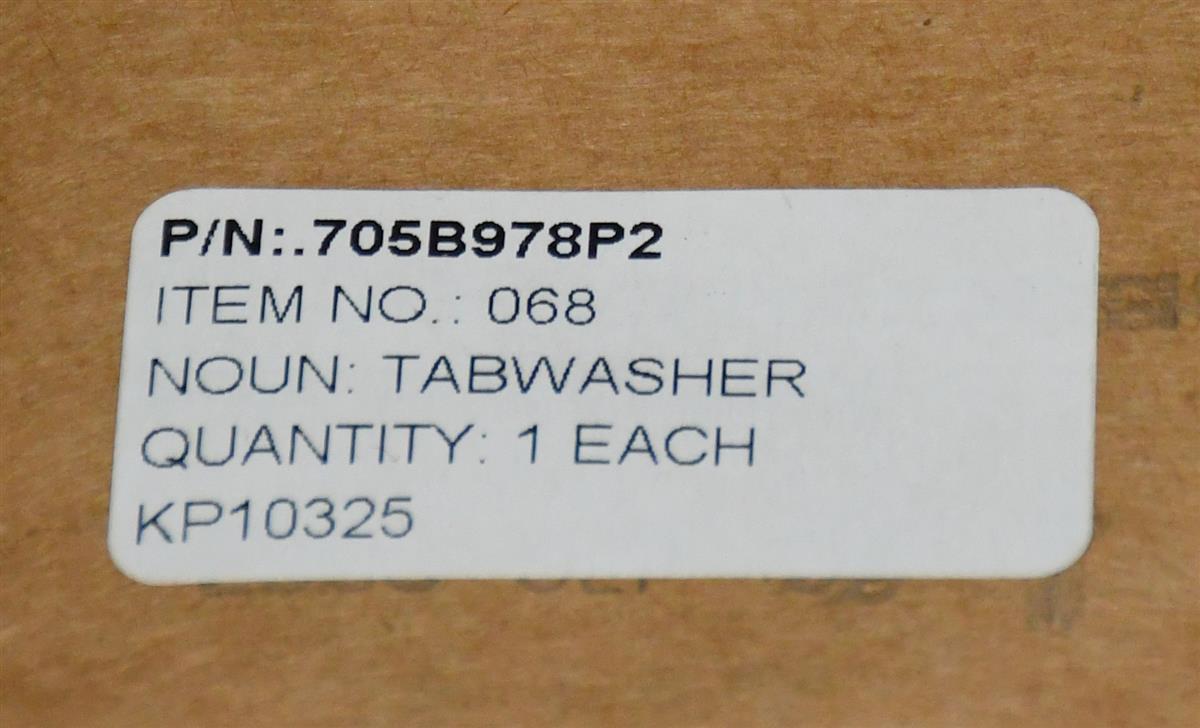 P/N:.705B978P2
ITEM NO.: 068
NOUN: TABWASHER
QUANTITY: 1 EACH
KP10325